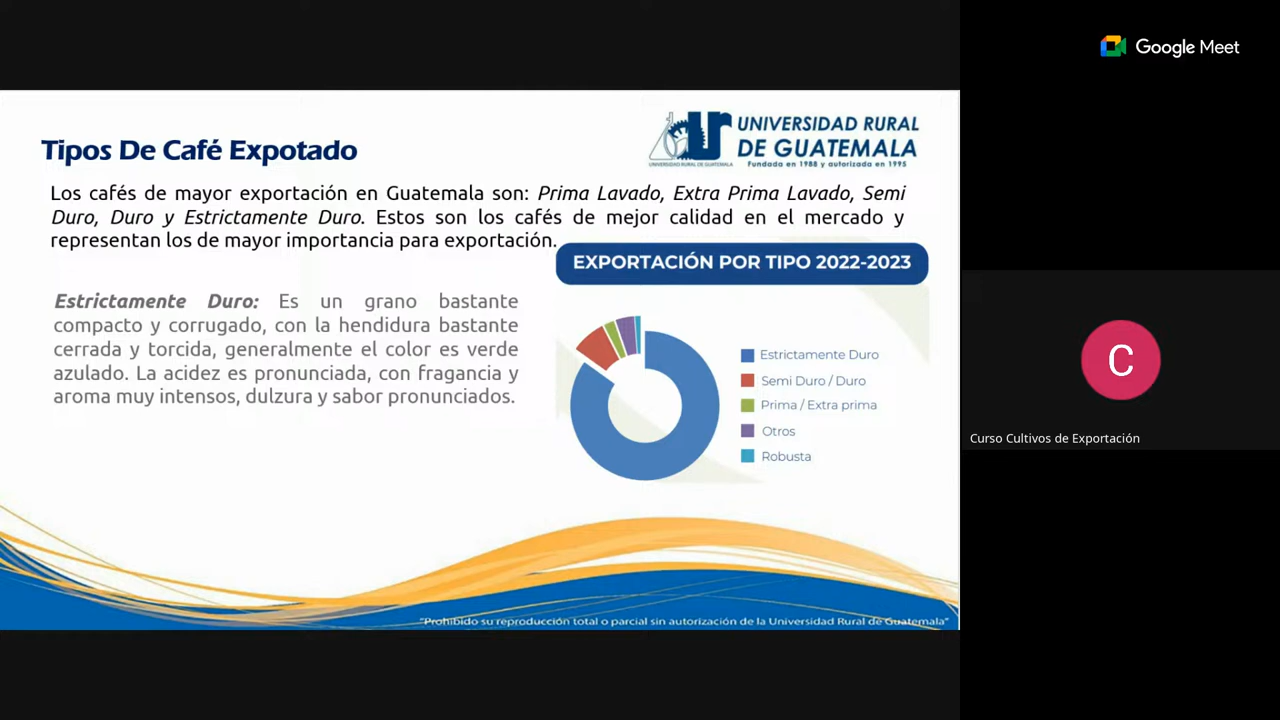 Google Meet
UNIVERSIDAD RURAL
DE GUATEMALA
Fundada en 1988 y autorizada en 1995
UNIVERSIDAD RURAL DE GUATEMALA
Tipos De Café Expotado
Los cafés de mayor exportación en Guatemala son: Prima Lavado, Extra Prima Lavado, Semi
Duro, Duro y Estrictamente Duro. Estos son los cafés de mejor calidad en el mercado y
representan los de mayor importancia para exportación.
EXPORTACIÓN POR TIPO 2022-2023
Estrictamente Duro: Es un grano bastante
compacto y corrugado, con la hendidura bastante
cerrada y torcida, generalmente el color es verde
azulado. La acidez es pronunciada, con fragancia y
aroma muy intensos, dulzura y sabor pronunciados.
Estrictamente Duro
Semi Duro / Duro
Prima / Extra prima
Otros
Robusta
C
Curso Cultivos de Exportación
"Prohibido su reproducción total o parcial sin autorización de la Universidad Rural de Guatemala"